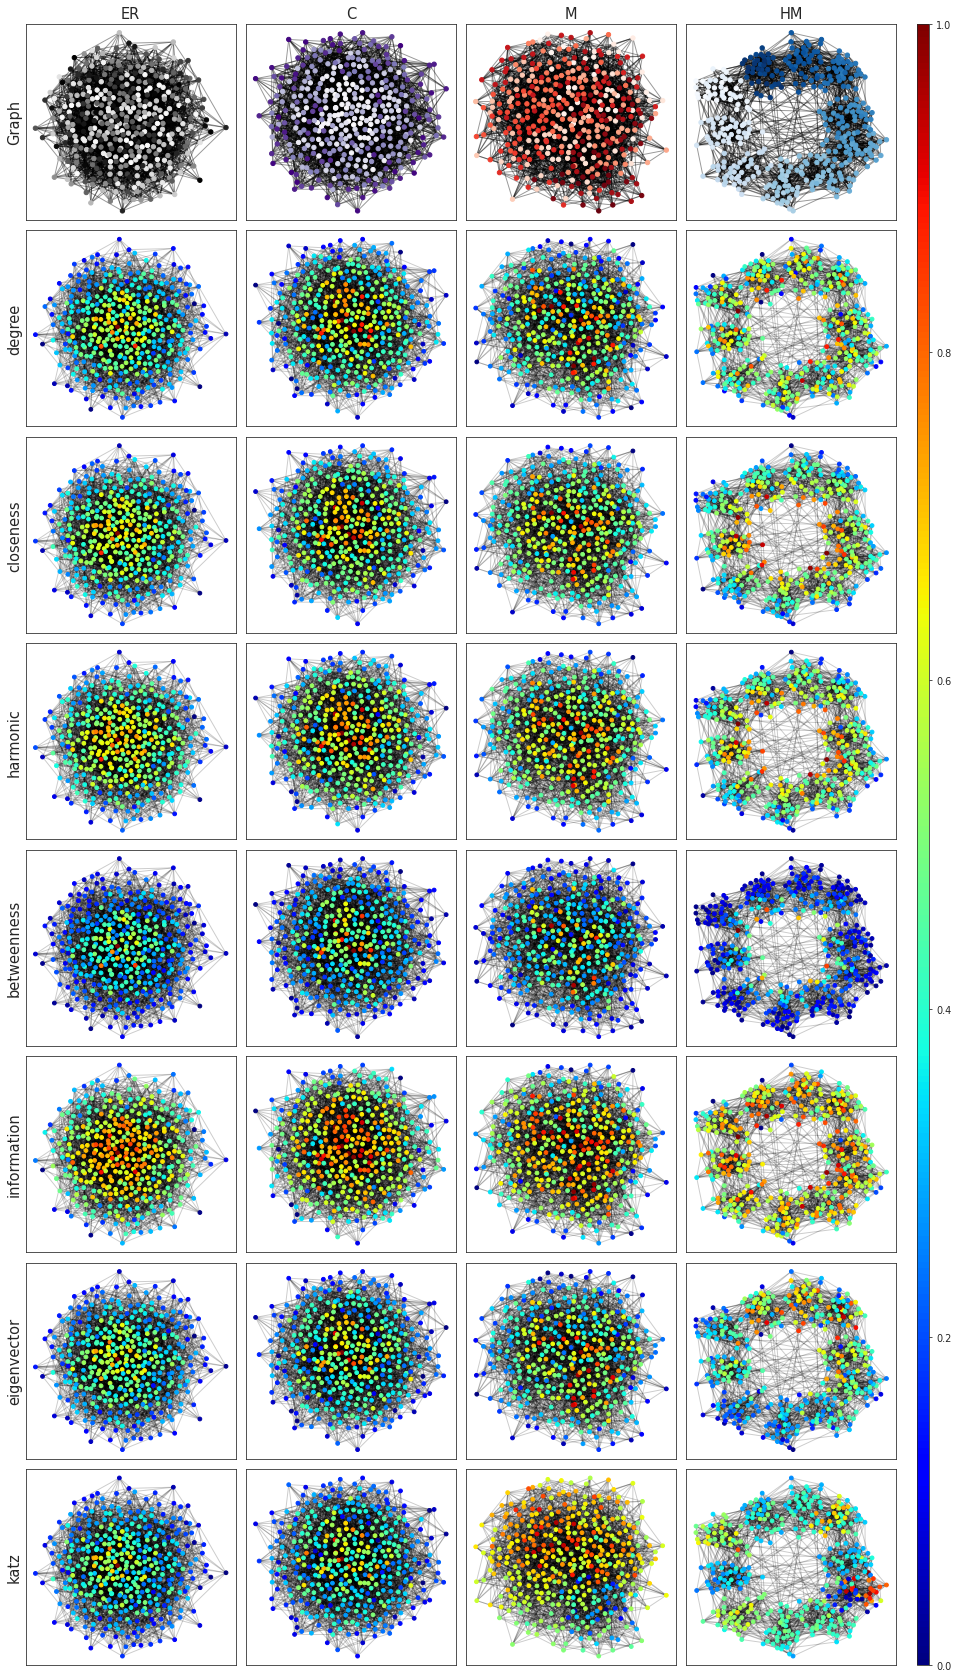 ER C M HM
Graph
degree
closeness
harmonic
betweenness
information
eigenvector
katz
1.0
0.8
0.6
0.4
0.2
0.0